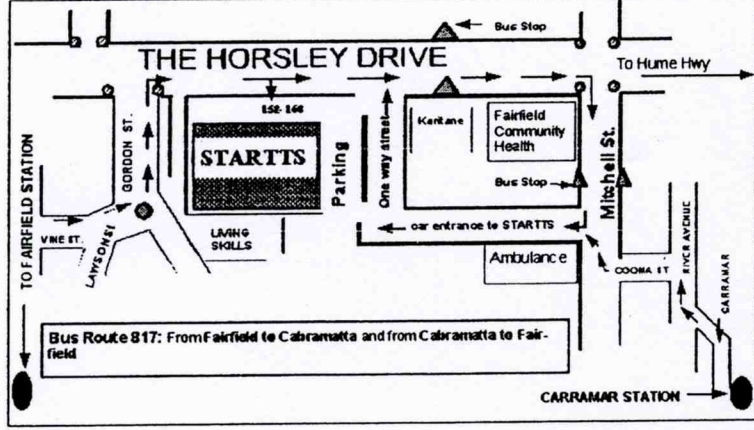 Bus Stop
THE HORSLEY DRIVE
To Hume Hwy
152-168
STARTTS
Parking
One way street
Karitane
Fairfield
Community
Health
Bus Stop
Mitchell St.
GORDON ST.
TO FAIRFIELD STATION
VINE ST.
LAWSONSt
LIVING
SKILLS
car entrance to STARTTS
Ambulance
COOMA ST
RIVER AVENUE
CARRAMAR
Bus Route 817: From Fairfield to Cabramatta and from Cabramatta to Fair-
field
CARRAMAR STATION